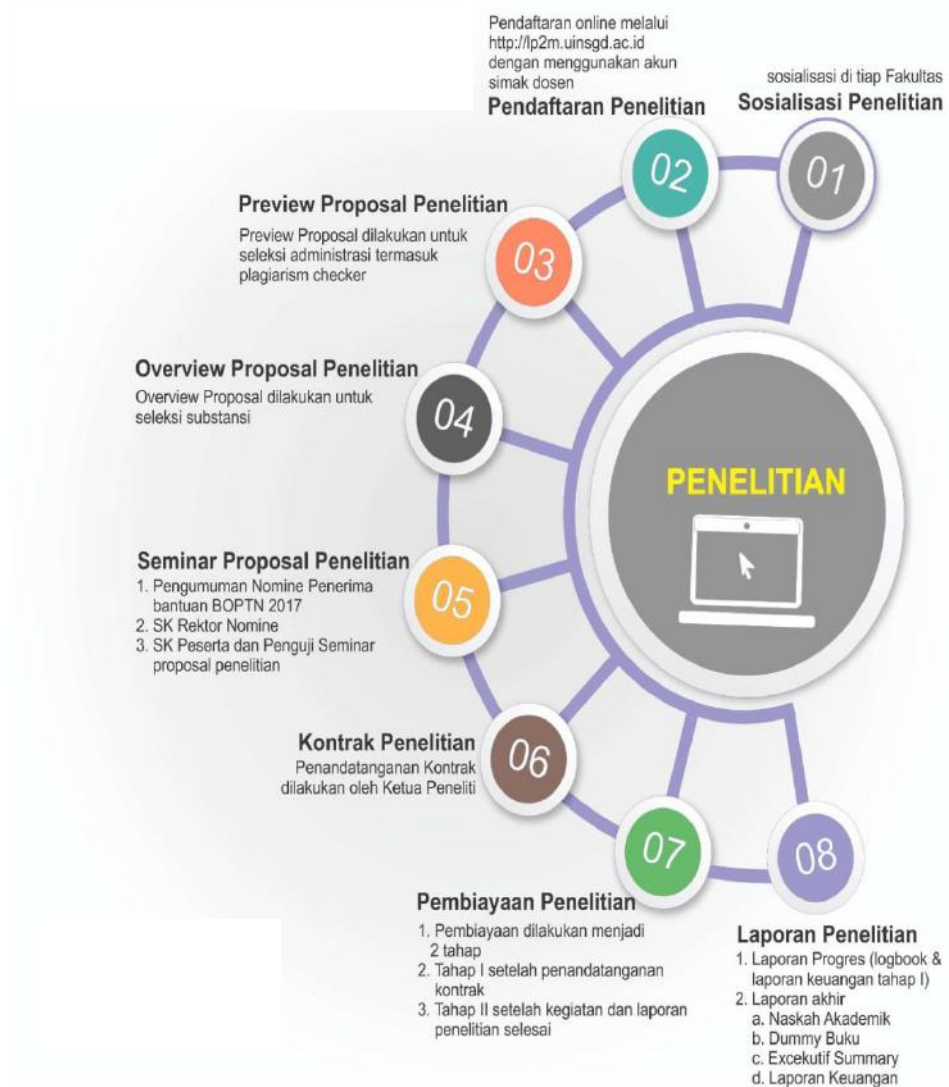 sosialisasi di tiap Fakultas
Sosialisasi Penelitian
01
Pendaftaran online melalui
http://lp2m.uinsgd.ac.id
dengan menggunakan akun
simak dosen
Pendaftaran Penelitian
02
Preview Proposal Penelitian
Preview Proposal dilakukan untuk
seleksi administrasi termasuk
plagiarism checker
03
Overview Proposal Penelitian
Overview Proposal dilakukan untuk
seleksi substansi
04
PENELITIAN
Seminar Proposal Penelitian
1. Pengumuman Nomine Penerima
bantuan BOPTN 2017
2. SK Rektor Nomine
3. SK Peserta dan Penguji Seminar
proposal penelitian
05
Kontrak Penelitian
Penandatanganan Kontrak
dilakukan oleh Ketua Peneliti
06
07
Pembiayaan Penelitian
1. Pembiayaan dilakukan menjadi
2 tahap
2. Tahap I setelah penandatanganan
kontrak
3. Tahap II setelah kegiatan dan laporan
penelitian selesai
08
Laporan Penelitian
1. Laporan Progres (logbook &
laporan keuangan tahap I)
2. Laporan akhir
a. Naskah Akademik
b. Dummy Buku
c. Excekutif Summary
d. Laporan Keuangan